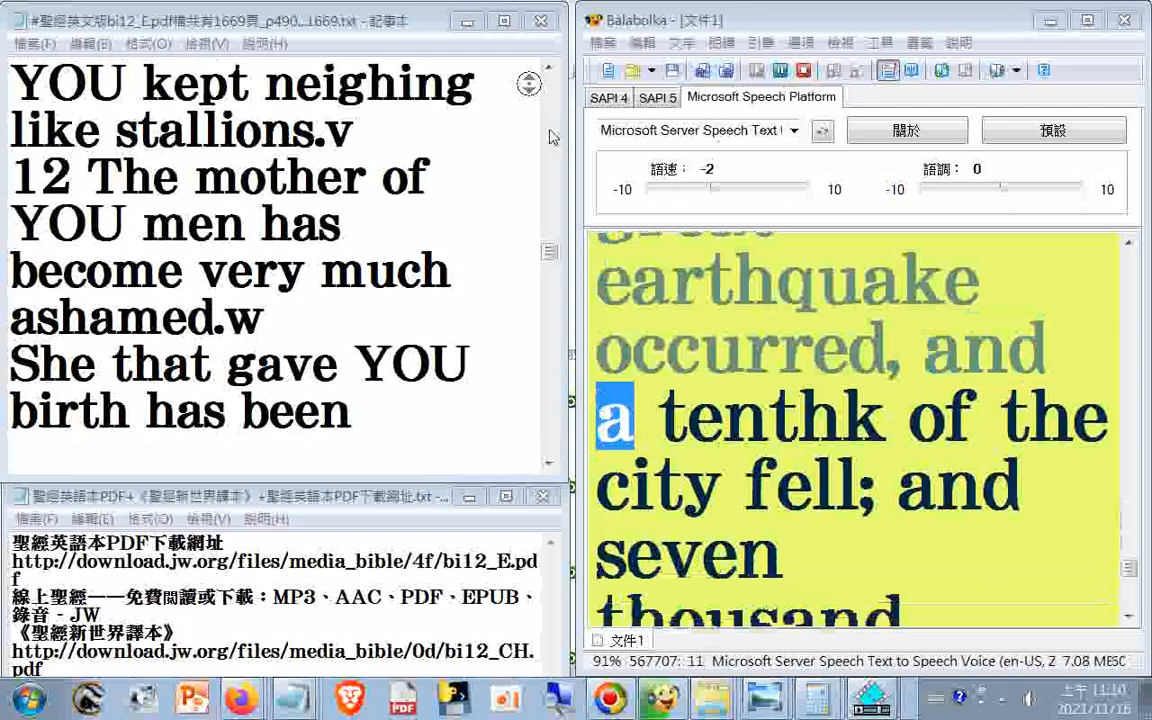 #聖經英文版bi12_E.pdf檔共有1669頁_p490...1669.txt - 記事本
檔案(F) 編輯(E) 格式(O) 檢視(V) 說明(H)
YOU kept neighing
like stallions.v
12 The mother of
YOU men has
become very much
ashamed.w
She that gave YOU
birth has been
聖經英語本PDF+《聖經新世界譯本》+聖經英語本PDF下載網址.txt -...
檔案(F) 編輯(E) 格式(O) 檢視(V) 說明(H)
聖經英語本PDF下載網址
http://download.jw.org/files/media_bible/4f/bi12_E.pd
f
線上聖經——免費閱讀或下載：MP3、AAC、PDF、EPUB、
錄音 - JW
《聖經新世界譯本》
http://download.jw.org/files/media_bible/0d/bi12_CH.
pdf
Balabolka - [文件1]
檔案 編輯 文字 朗讀 引擎 選項 檢視 工具 書籤 說明
SAPI 4 SAPI 5 Microsoft Speech Platform
Microsoft Server Speech Text 關於 預設
語速： -2 語調： 0
-10 10 -10 10
great
earthquake
occurred, and
a tenthk of the
city fell; and
seven
thousand
文件1
91% 567707: 11 Microsoft Server Speech Text to Speech Voice (en-US, Z 7.08
上午 11:10
2021/11/16